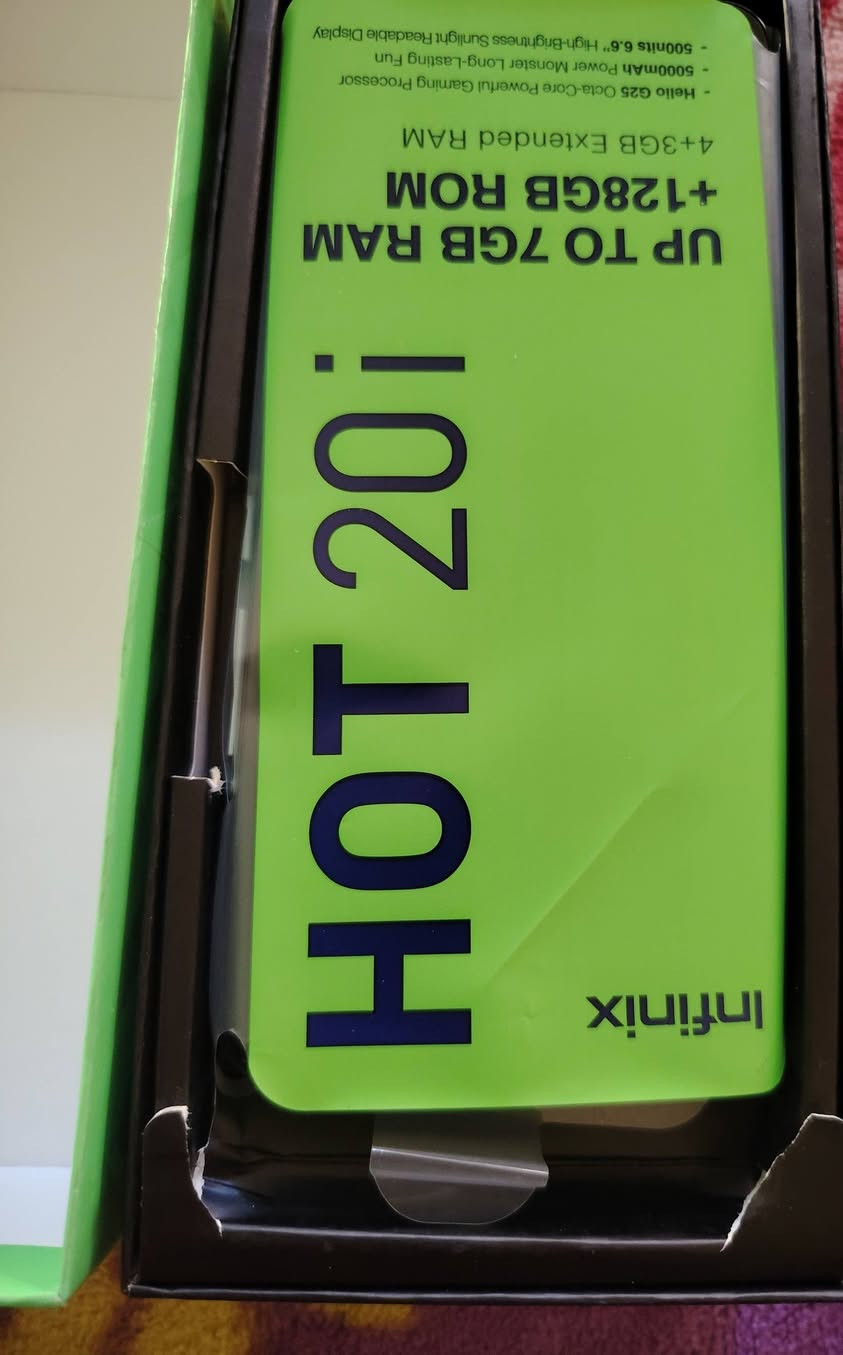 Infinix
HOT 20i
UP TO 7GB RAM
+128GB ROM
4+3GB Extended RAM
- Helio G25 Octa-Core Powerful Gaming Processor
- 5000mAh Power Monster Long-Lasting Fun
- 500nits 6.6" High-Brightness Sunlight Readable Display